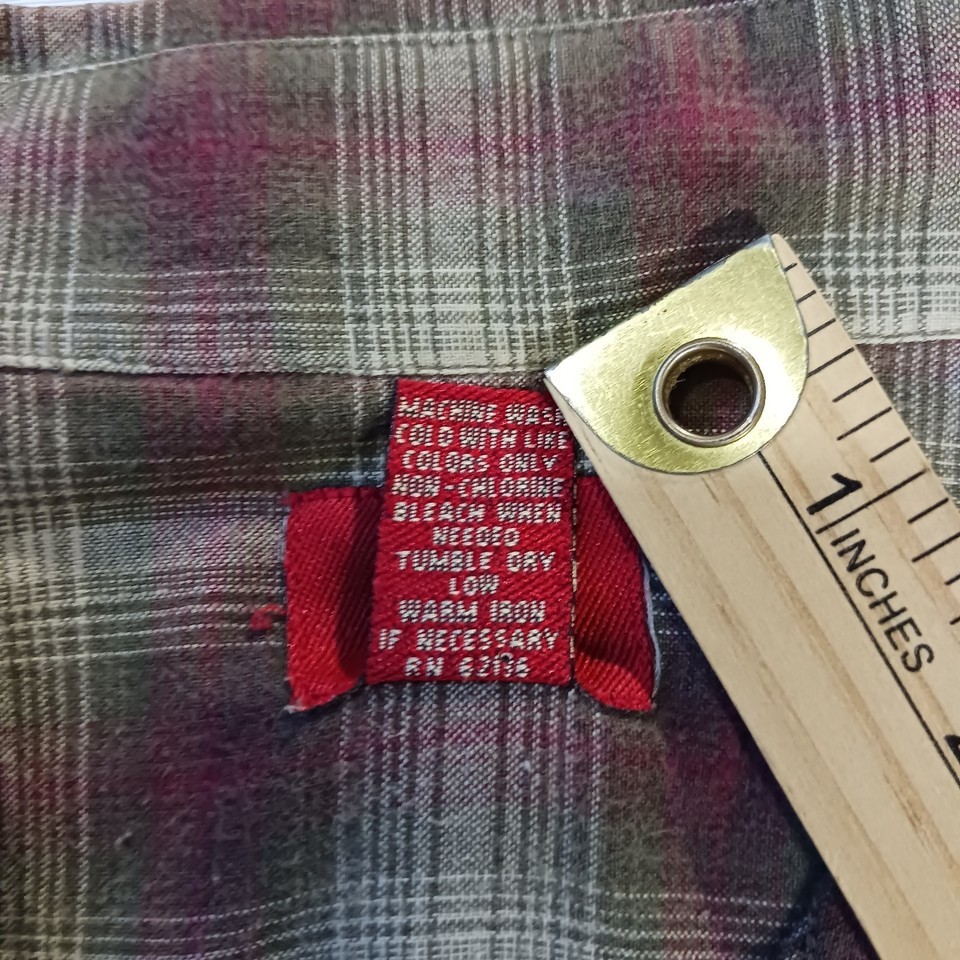 MACHINE WASH
COLD WITH LIKE
COLORS ONLY
NON-CHLORINE
BLEACH WHEN
NEEDED
TUMBLE DRY
LOW
WARM IRON
IF NECESSARY
RN
1
INCHES